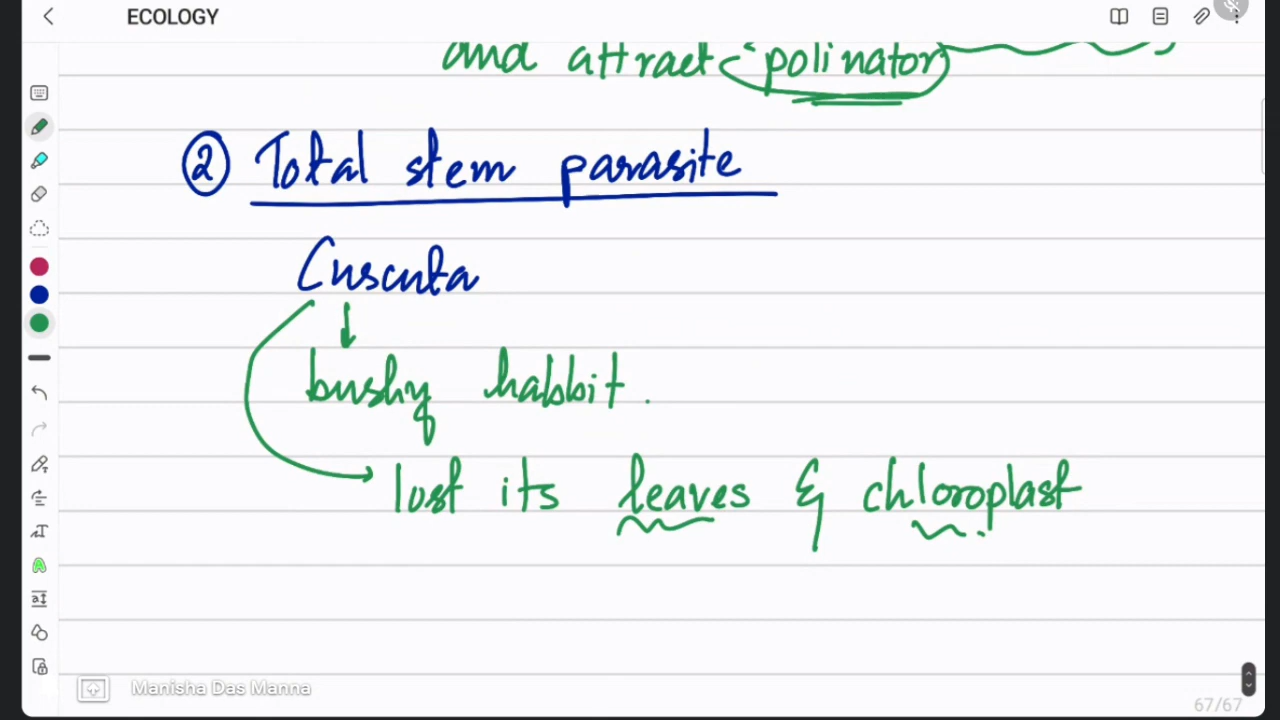 ECOLOGY
and attract "polinator
② Total stem parasite
Cuscuta
bushy habbit.
lost its leaves & chloroplast
Manisha Das Manna
67/67